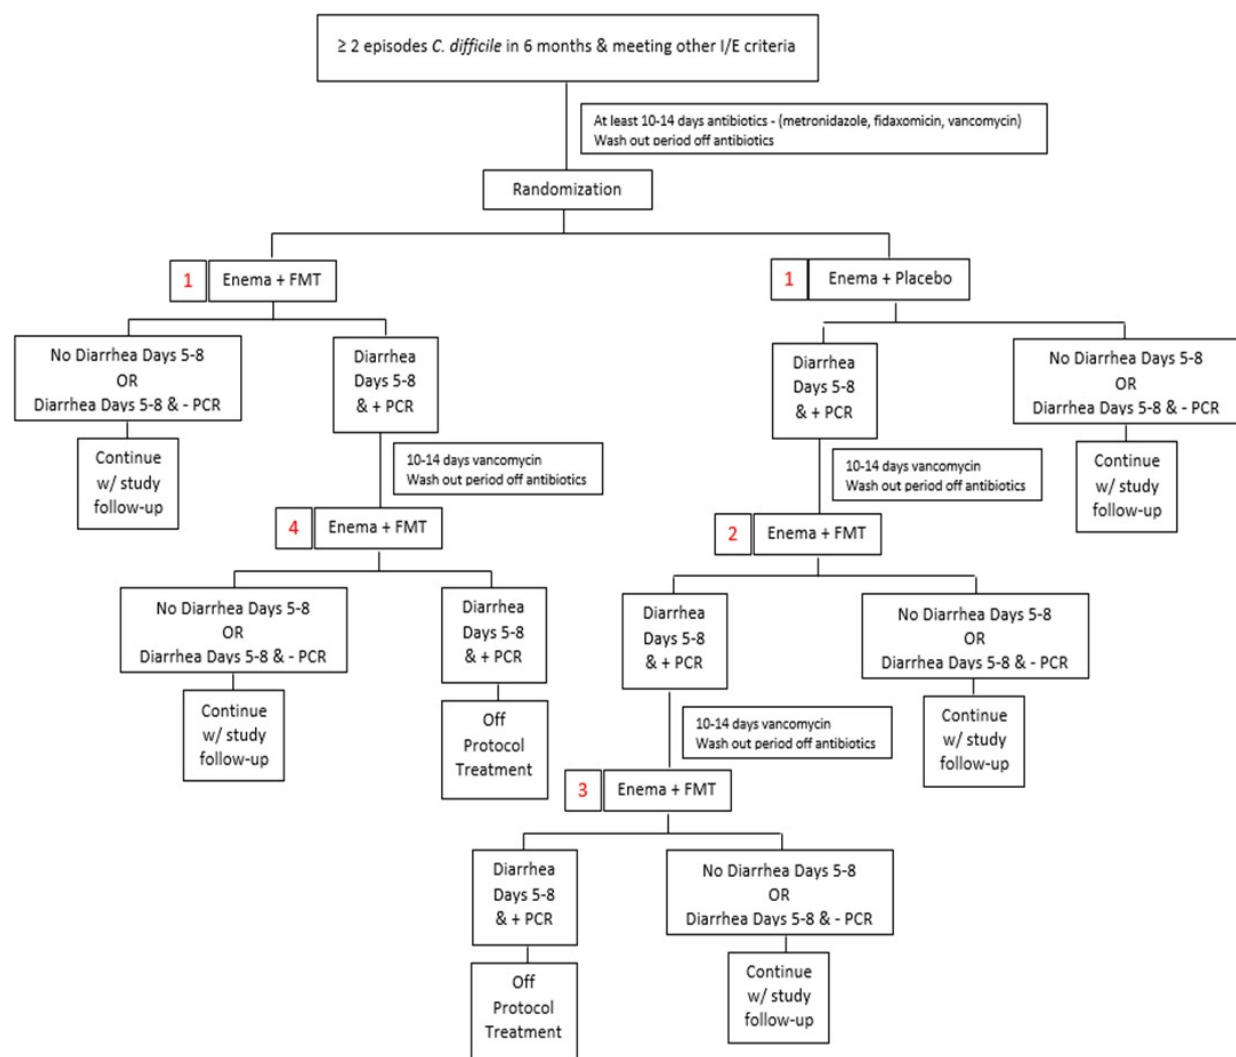 ≥ 2 episodes C. difficile in 6 months & meeting other I/E criteria
At least 10-14 days antibiotics - (metronidazole, fidaxomicin, vancomycin)
Wash out period off antibiotics
Randomization
1
Enema + FMT
1
Enema + Placebo
No Diarrhea Days 5-8
OR
Diarrhea Days 5-8 & - PCR
Diarrhea
Days 5-8
& + PCR
Diarrhea
Days 5-8
& + PCR
No Diarrhea Days 5-8
OR
Diarrhea Days 5-8 & - PCR
Continue
w/ study
follow-up
10-14 days vancomycin
Wash out period off antibiotics
10-14 days vancomycin
Wash out period off antibiotics
Continue
w/ study
follow-up
4
Enema + FMT
2
Enema + FMT
No Diarrhea Days 5-8
OR
Diarrhea Days 5-8 & - PCR
Diarrhea
Days 5-8
& + PCR
Diarrhea
Days 5-8
& + PCR
No Diarrhea Days 5-8
OR
Diarrhea Days 5-8 & - PCR
Continue
w/ study
follow-up
Off
Protocol
Treatment
10-14 days vancomycin
Wash out period off antibiotics
Continue
w/ study
follow-up
3
Enema + FMT
Diarrhea
Days 5-8
& + PCR
No Diarrhea Days 5-8
OR
Diarrhea Days 5-8 & - PCR
Off
Protocol
Treatment
Continue
w/ study
follow-up